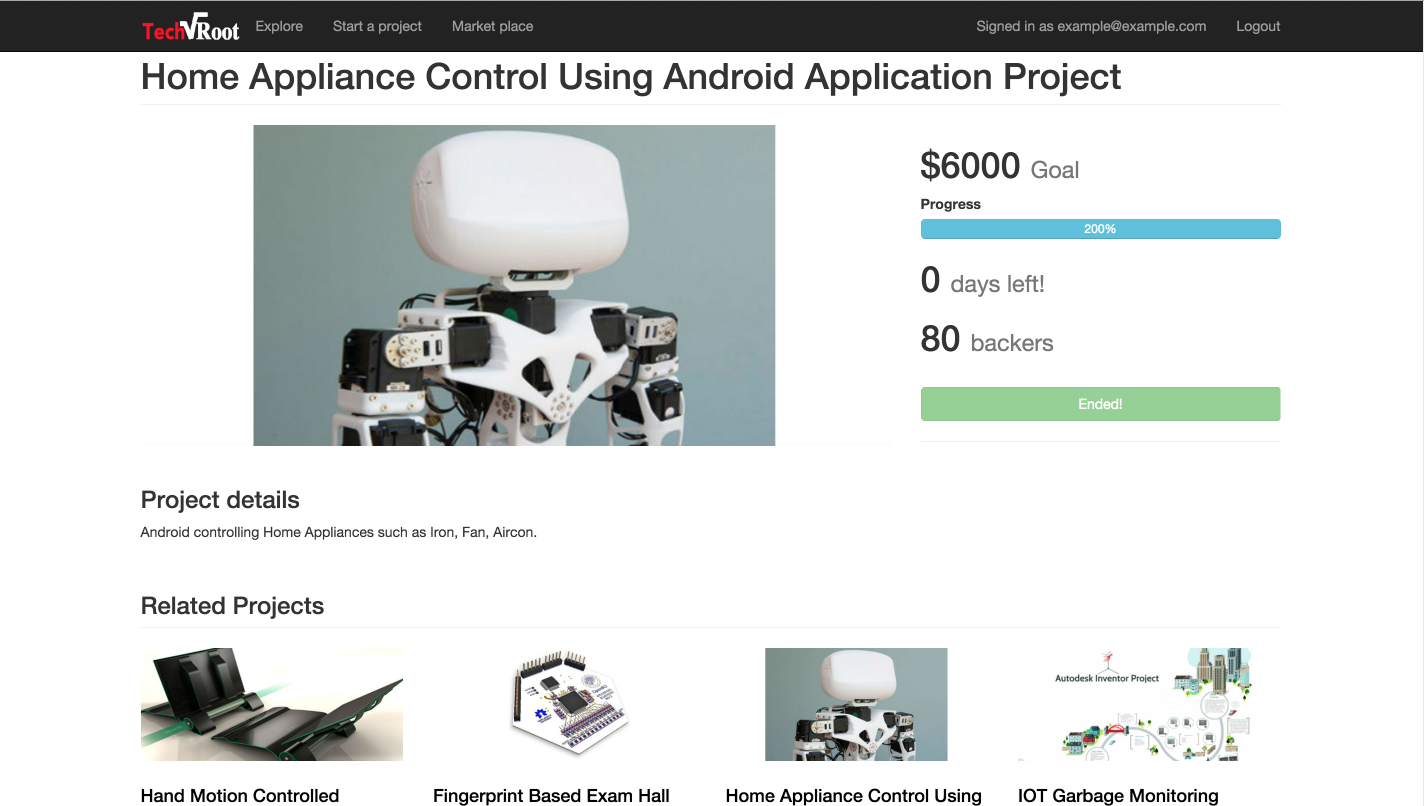 TechRoot Explore Start a project Market place Signed in as example@example.com Logout
Home Appliance Control Using Android Application Project
$6000 Goal
Progress
200%
0 days left!
80 backers
Ended!
Project details
Android controlling Home Appliances such as Iron, Fan, Aircon.
Related Projects
Autodesk Inventor Project
Hand Motion Controlled Fingerprint Based Exam Hall Home Appliance Control Using IOT Garbage Monitoring